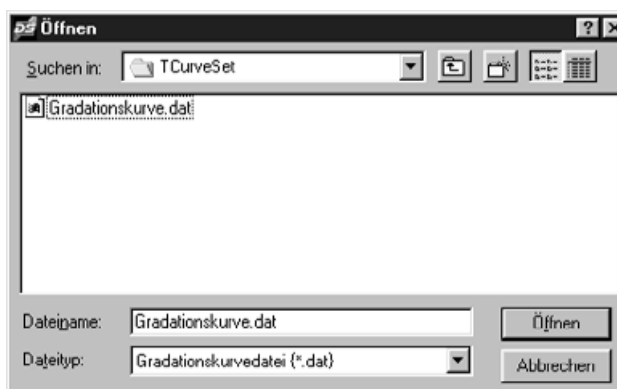 Öffnen
Suchen in: TCurveSet
Gradationskurve.dat
Dateiname: Gradationskurve.dat Öffnen
Dateityp: Gradationskurvedatei (*.dat) Abbrechen